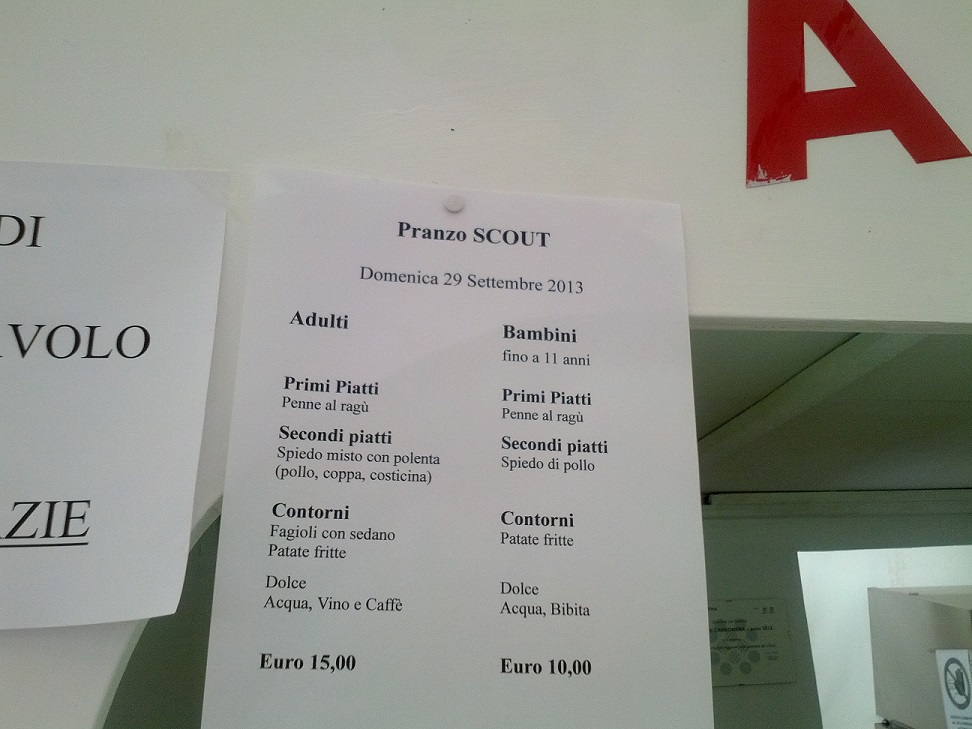 A
DI
AVOLO
ZIE
Pranzo SCOUT
Domenica 29 Settembre 2013
Adulti
Primi Piatti
Penne al ragù
Secondi piatti
Spiedo misto con polenta
(pollo, coppa, costicina)
Contorni
Fagioli con sedano
Patate fritte
Dolce
Acqua, Vino e Caffè
Euro 15,00
Bambini
fino a 11 anni
Primi Piatti
Penne al ragù
Secondi piatti
Spiedo di pollo
Contorni
Patate fritte
Dolce
Acqua, Bibita
Euro 10,00